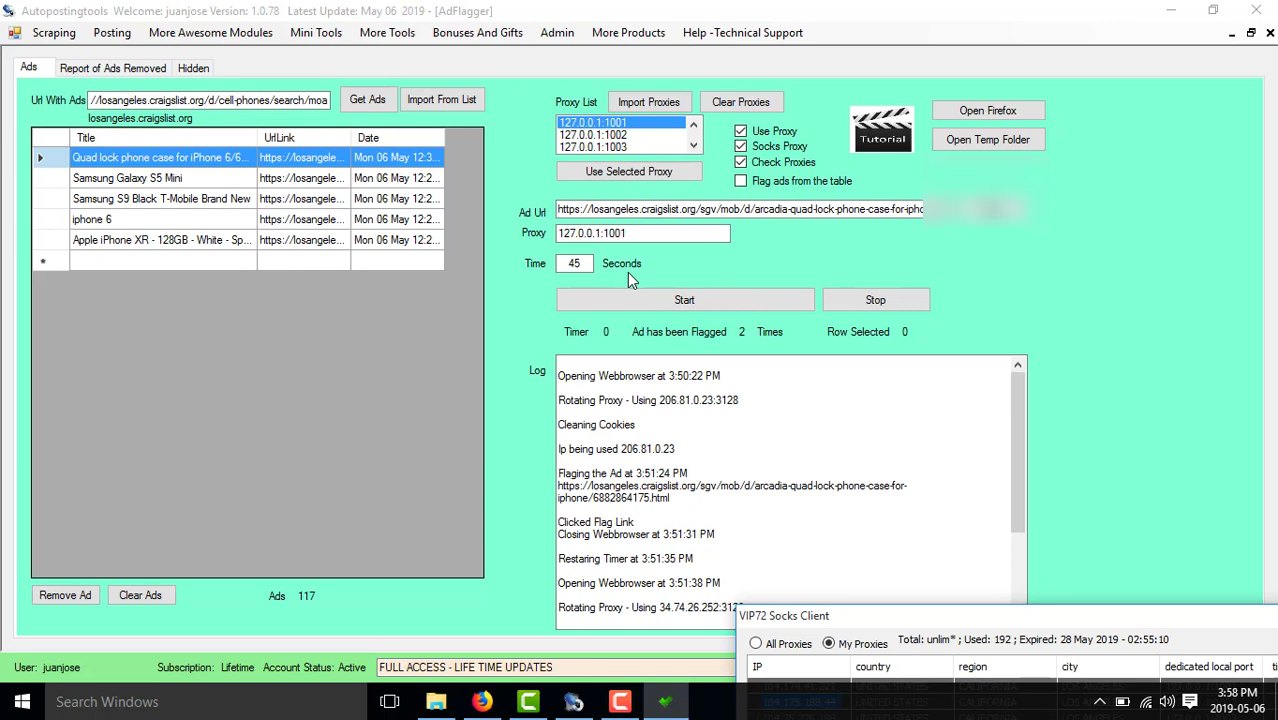 Autopostingtools Welcome: juanjose Version: 1.0.78 Latest Update: May 06 2019 - [AdFlagger]
Scraping Posting More Awesome Modules Mini Tools More Tools Bonuses And Gifts Admin More Products Help -Technical Support
Ads Report of Ads Removed Hidden
Url With Ads //losangeles.craigslist.org/d/cell-phones/search/moa Get Ads Import From List
losangeles.craigslist.org
Title UrlLink Date
Quad lock phone case for iPhone 6/6... https://losangele... Mon 06 May 12:3...
Samsung Galaxy S5 Mini https://losangele... Mon 06 May 12:2...
Samsung S9 Black T-Mobile Brand New https://losangele... Mon 06 May 12:2...
iphone 6 https://losangele... Mon 06 May 12:2...
Apple iPhone XR - 128GB - White - Sp... https://losangele... Mon 06 May 12:2...
Remove Ad Clear Ads Ads 117
Proxy List Import Proxies Clear Proxies
127.0.0.1:1001
127.0.0.1:1002
127.0.0.1:1003
Use Selected Proxy
Use Proxy
Socks Proxy
Check Proxies
Flag ads from the table
Tutorial
Open Firefox
Open Temp Folder
Ad Url https://losangeles.craigslist.org/sgv/mob/d/arcadia-quad-lock-phone-case-for-ipho
Proxy 127.0.0.1:1001
Time 45 Seconds
Start Stop
Timer 0 Ad has been Flagged 2 Times Row Selected 0
Log
Opening Webbrowser at 3:50:22 PM
Rotating Proxy - Using 206.81.0.23:3128
Cleaning Cookies
Ip being used 206.81.0.23
Flaging the Ad at 3:51:24 PM
https://losangeles.craigslist.org/sgv/mob/d/arcadia-quad-lock-phone-case-for-
iphone/6882864175.html
Clicked Flag Link
Closing Webbrowser at 3:51:31 PM
Restaring Timer at 3:51:35 PM
Opening Webbrowser at 3:51:38 PM
Rotating Proxy - Using 34.74.26.252:3128
VIP72 Socks Client
All Proxies My Proxies Total: unlim* ; Used: 192 ; Expired: 28 May 2019 - 02:55:10
IP country region city dedicated local port
User: juanjose Subscription: Lifetime Account Status: Active FULL ACCESS - LIFE TIME UPDATES
UNITED STATES CALIFORNIA
Search Windows
3:58 PM
2019-05-06